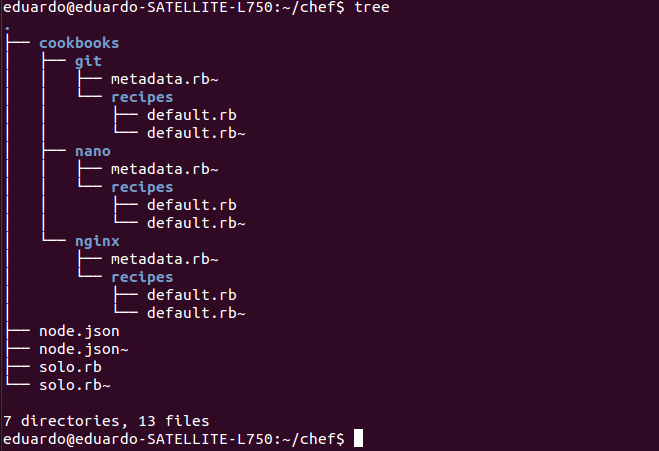 eduardo@eduardo-SATELLITE-L750:~/chef$ tree
.
├── cookbooks
│   ├── git
│   │   ├── metadata.rb~
│   │   └── recipes
│   │       ├── default.rb
│   │       └── default.rb~
│   ├── nano
│   │   ├── metadata.rb~
│   │   └── recipes
│   │       ├── default.rb
│   │       └── default.rb~
│   └── nginx
│       ├── metadata.rb~
│       └── recipes
│           ├── default.rb
│           └── default.rb~
├── node.json
├── node.json~
├── solo.rb
└── solo.rb~
7 directories, 13 files
eduardo@eduardo-SATELLITE-L750:~/chef$